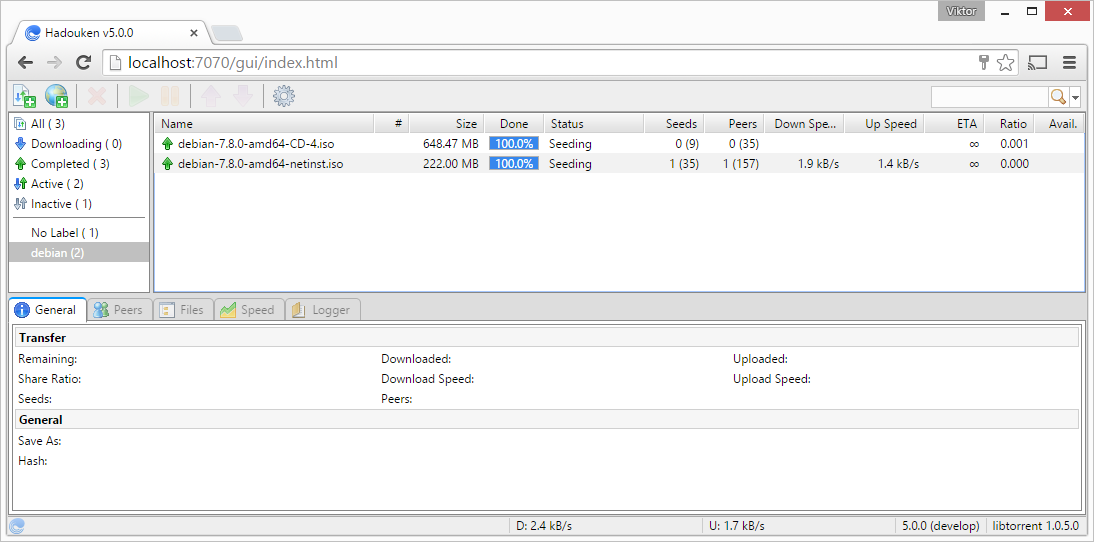 Viktor
Hadouken v5.0.0
localhost:7070/gui/index.html
All ( 3)
Downloading ( 0)
Completed ( 3)
Active ( 2)
Inactive ( 1)
No Label ( 1)
debian (2)
Name # Size Done Status Seeds Peers Down Spe... Up Speed ETA Ratio Avail.
debian-7.8.0-amd64-CD-4.iso 648.47 MB 100.0% Seeding 0 (9) 0 (35) ∞ 0.001
debian-7.8.0-amd64-netinst.iso 222.00 MB 100.0% Seeding 1 (35) 1 (157) 1.9 kB/s 1.4 kB/s ∞ 0.000
General Peers Files Speed Logger
Transfer
Remaining: Downloaded: Uploaded:
Share Ratio: Download Speed: Upload Speed:
Seeds: Peers:
General
Save As:
Hash:
D: 2.4 kB/s U: 1.7 kB/s 5.0.0 (develop) libtorrent 1.0.5.0